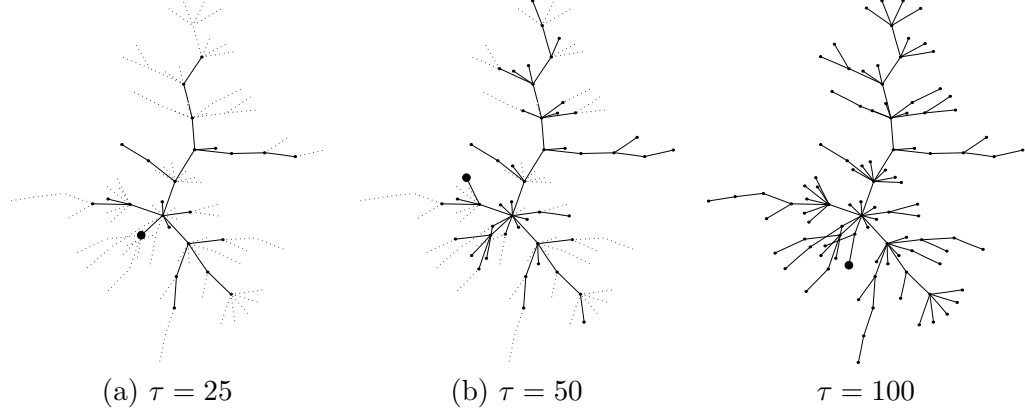 (a) τ = 25
(b) τ = 50
τ = 100